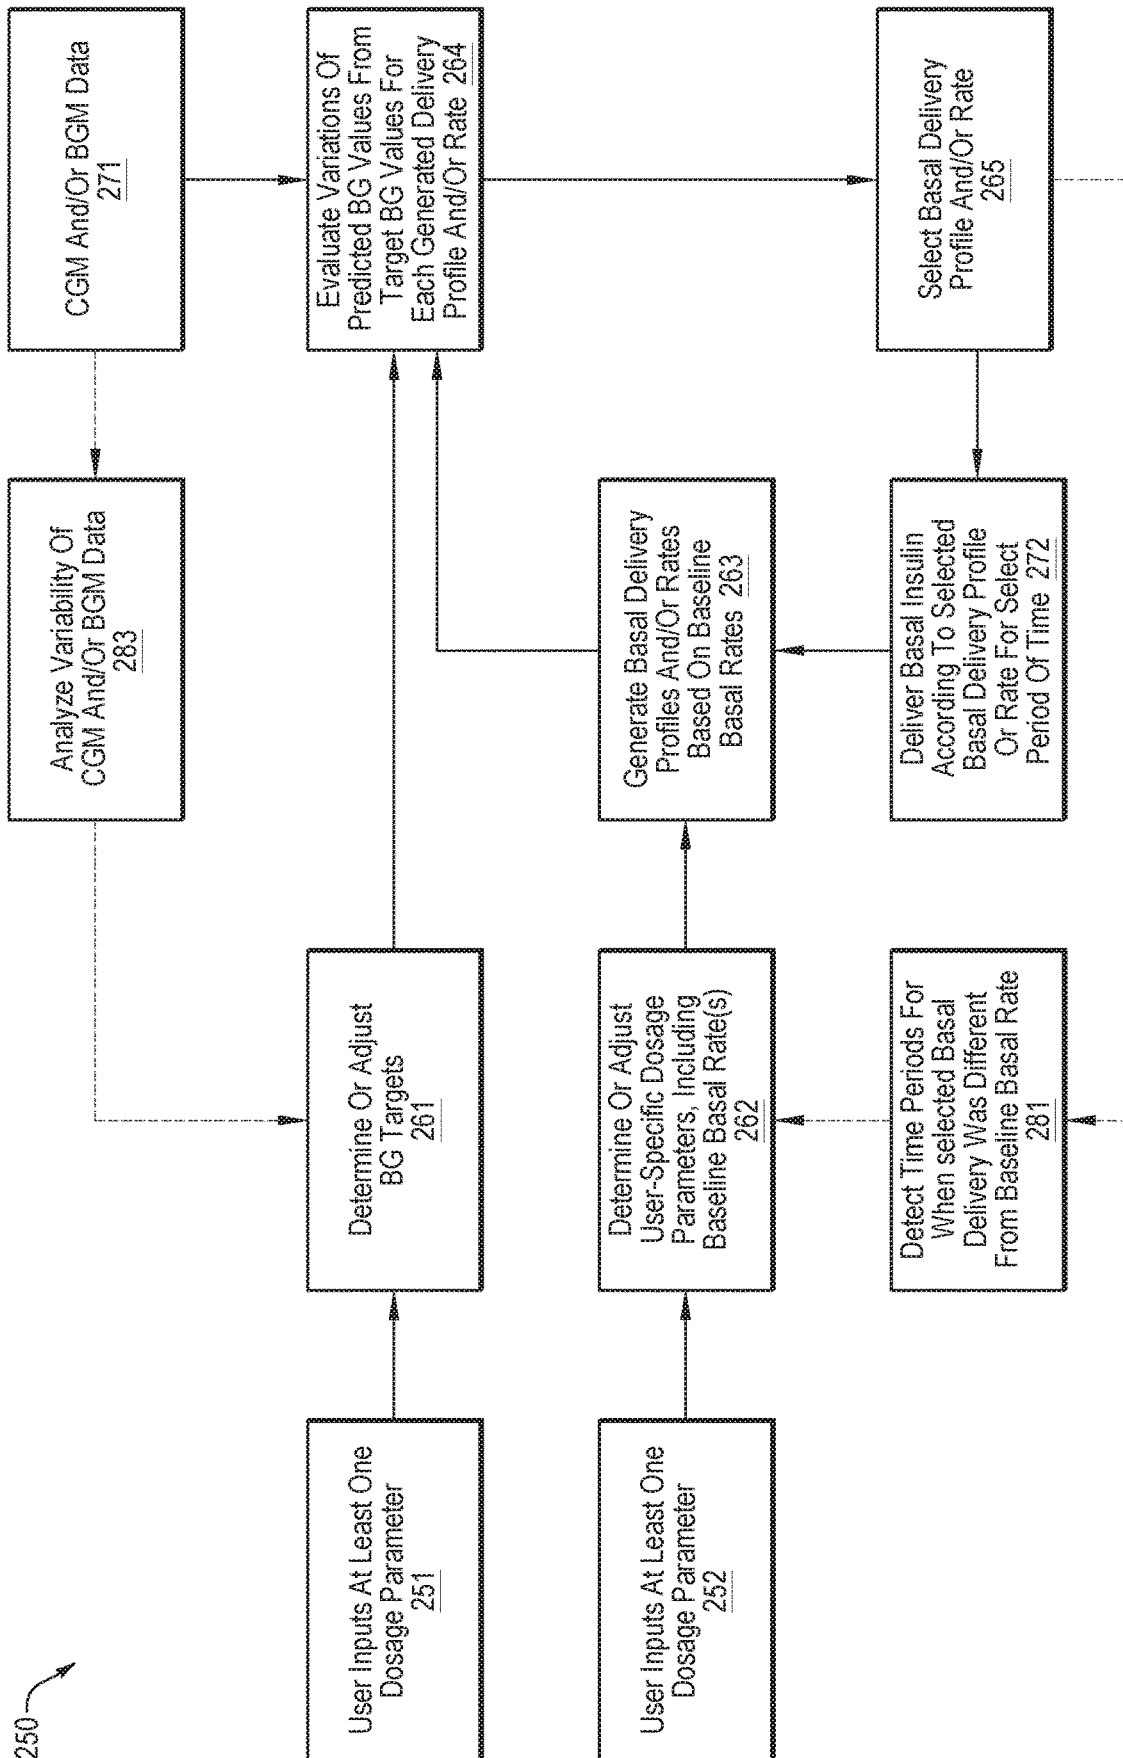 250
CGM And/Or BGM Data
271
Analyze Variability Of
CGM And/Or BGM Data
283
User Inputs At Least One
Dosage Parameter
251
Determine Or Adjust
BG Targets
261
Evaluate Variations Of
Predicted BG Values From
Target BG Values For
Each Generated Delivery
Profile And/Or Rate 264
User Inputs At Least One
Dosage Parameter
252
Determine Or Adjust
User-Specific Dosage
Parameters, Including
Baseline Basal Rate(s)
262
Generate Basal Delivery
Profiles And/Or Rates
Based On Baseline
Basal Rates 263
Detect Time Periods For
When selected Basal
Delivery Was Different
From Baseline Basal Rate
281
Deliver Basal Insulin
According To Selected
Basal Delivery Profile
Or Rate For Select
Period Of Time 272
Select Basal Delivery
Profile And/Or Rate
265